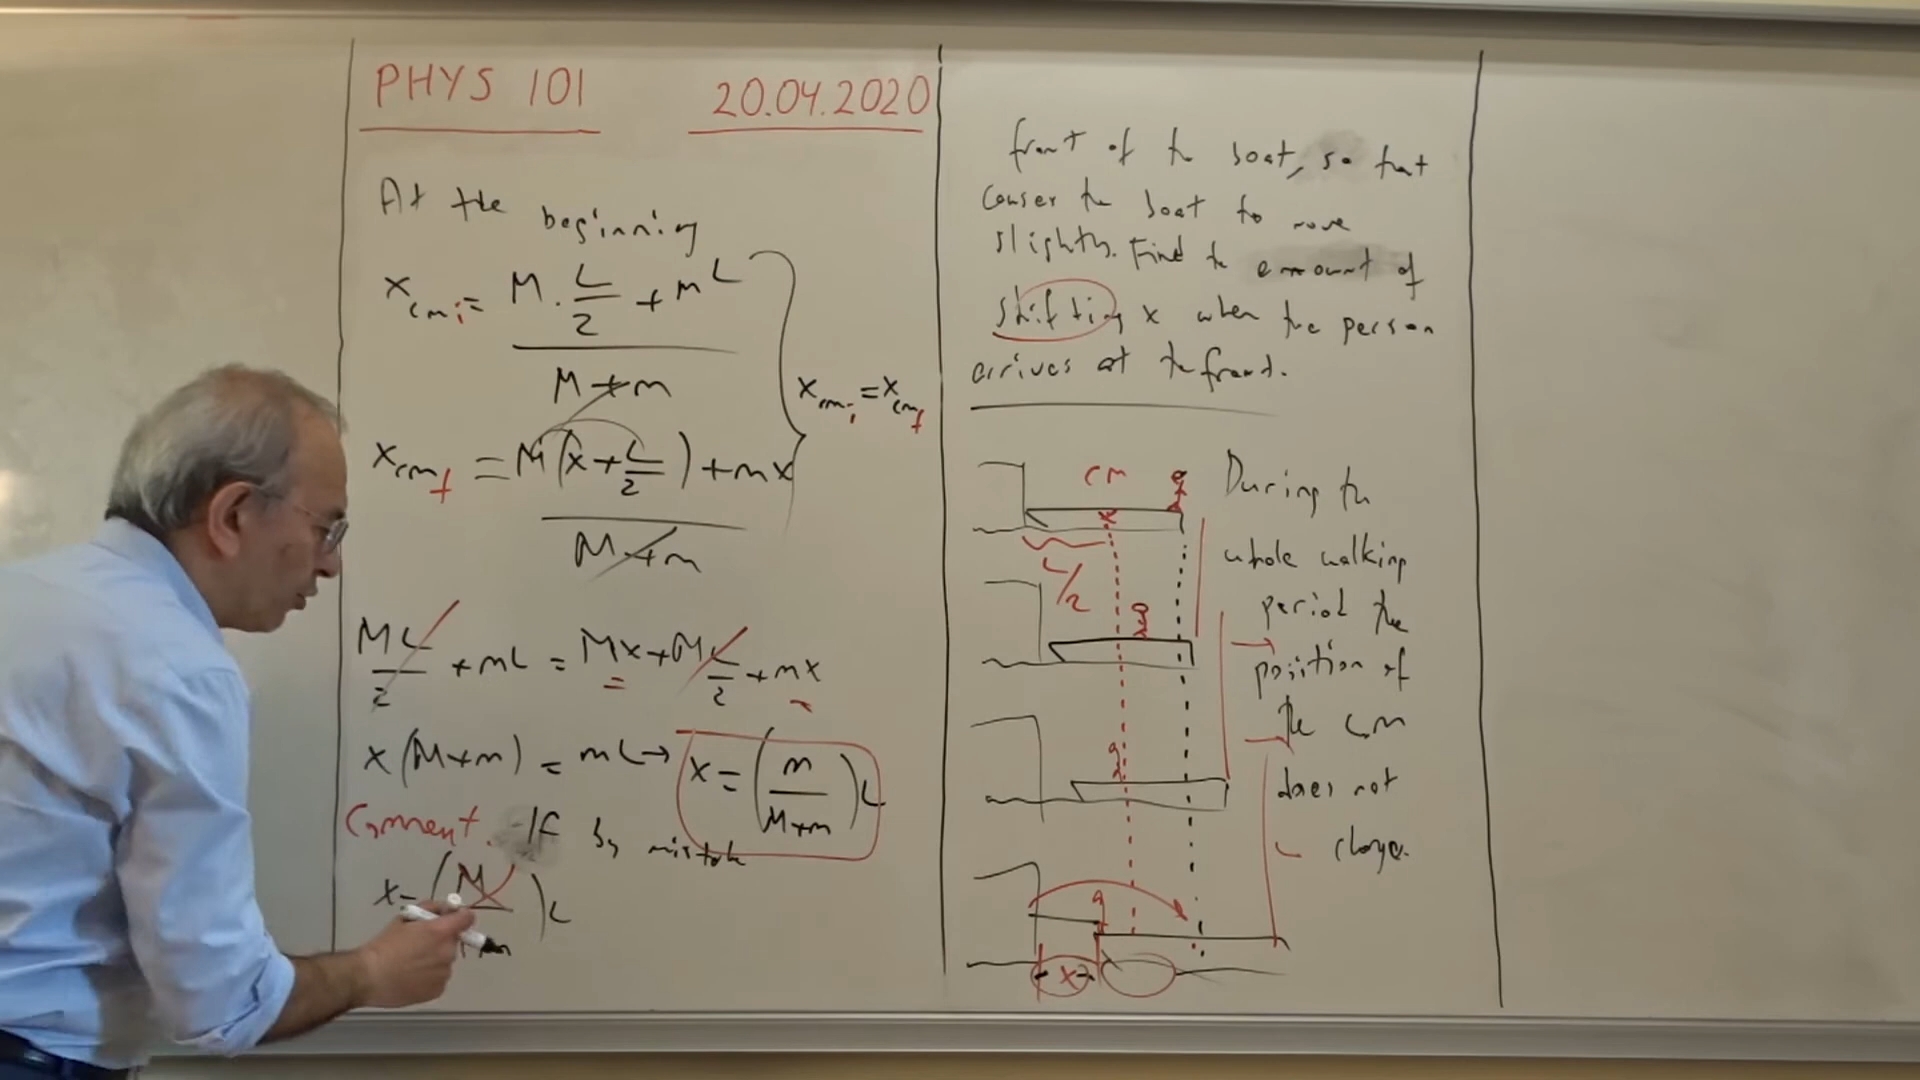 PHYS 101 20.04.2020
At the beginning
x_cmi = (M . L/2 + mL) / (M+m)
x_cmf = (M(x + L/2) + mx) / (M+m)
x_cmi = x_cmf
ML/2 + mL = Mx + ML/2 + mx
x(M+m) = mL → x = (m/(M+m))L
Comment. If by mistake
x = (M/ m)L
front of the boat, so that
causes the boat to move
slightly. Find the amount of
shifting x when the person
arrives at the front.
cm
L/2
x
During the
whole walking
period the
position of
the cm
does not
change.